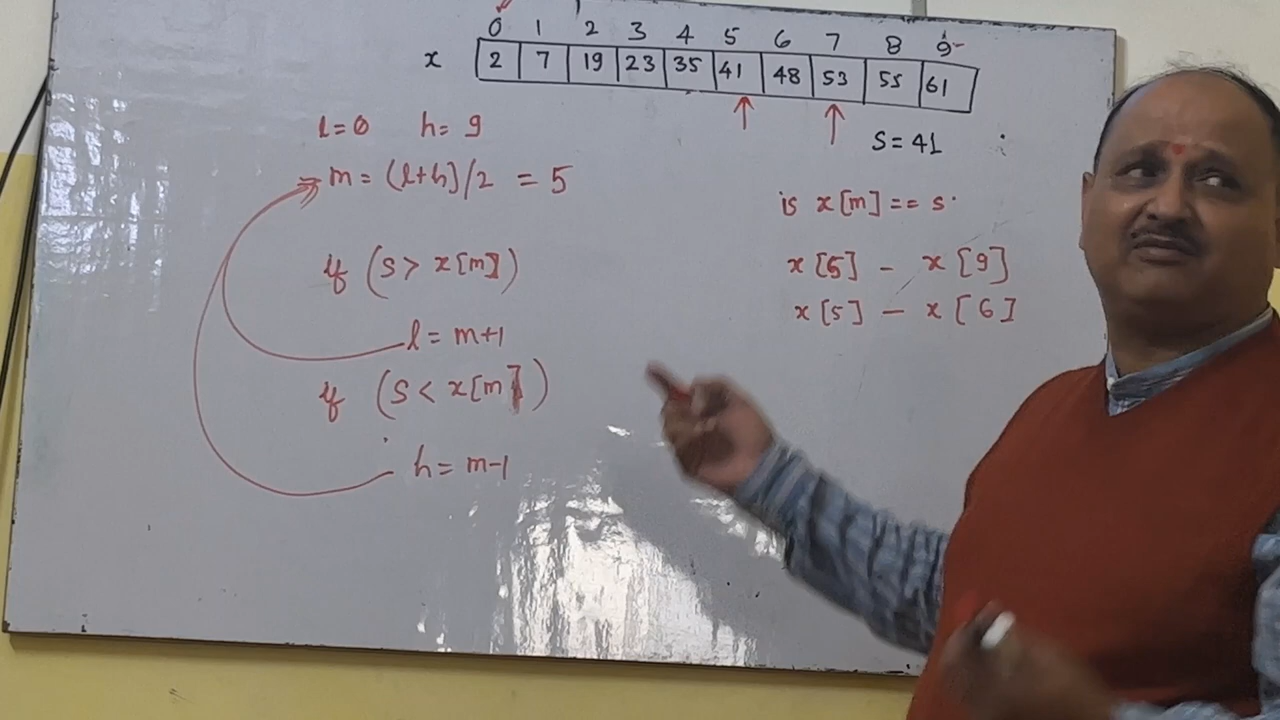 0 1 2 3 4 5 6 7 8 9
x 2 7 19 23 35 41 48 53 55 61
l=0 h=9
S=41
m=(l+h)/2 =5
is x[m]==s.
if (s> x[m])
x[5] - x[9]
x[5] - x[6]
l=m+1
if (s< x[m])
h=m-1